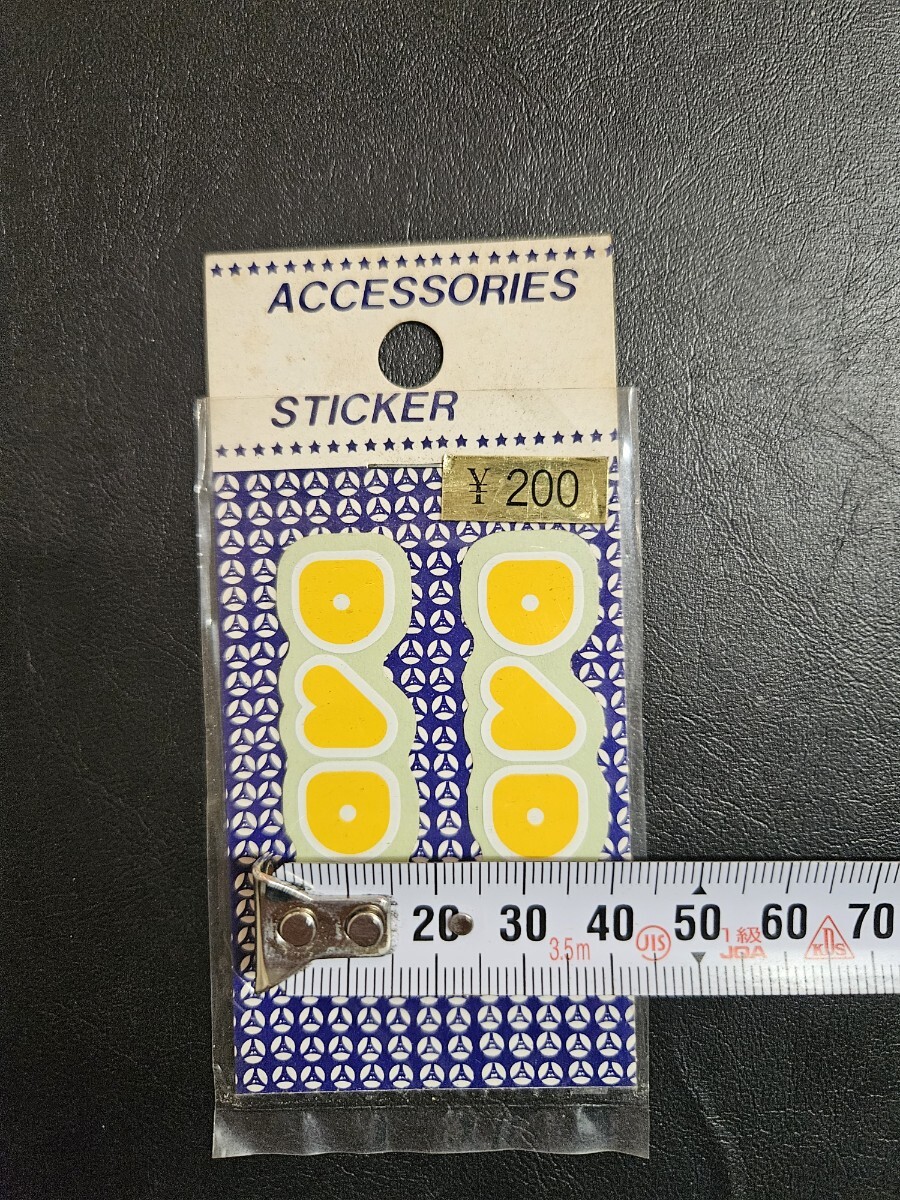 ACCESSORIES
STICKER
¥ 200
20 30 40 50 60 70
3.5m JIS 1級 JQA KDS